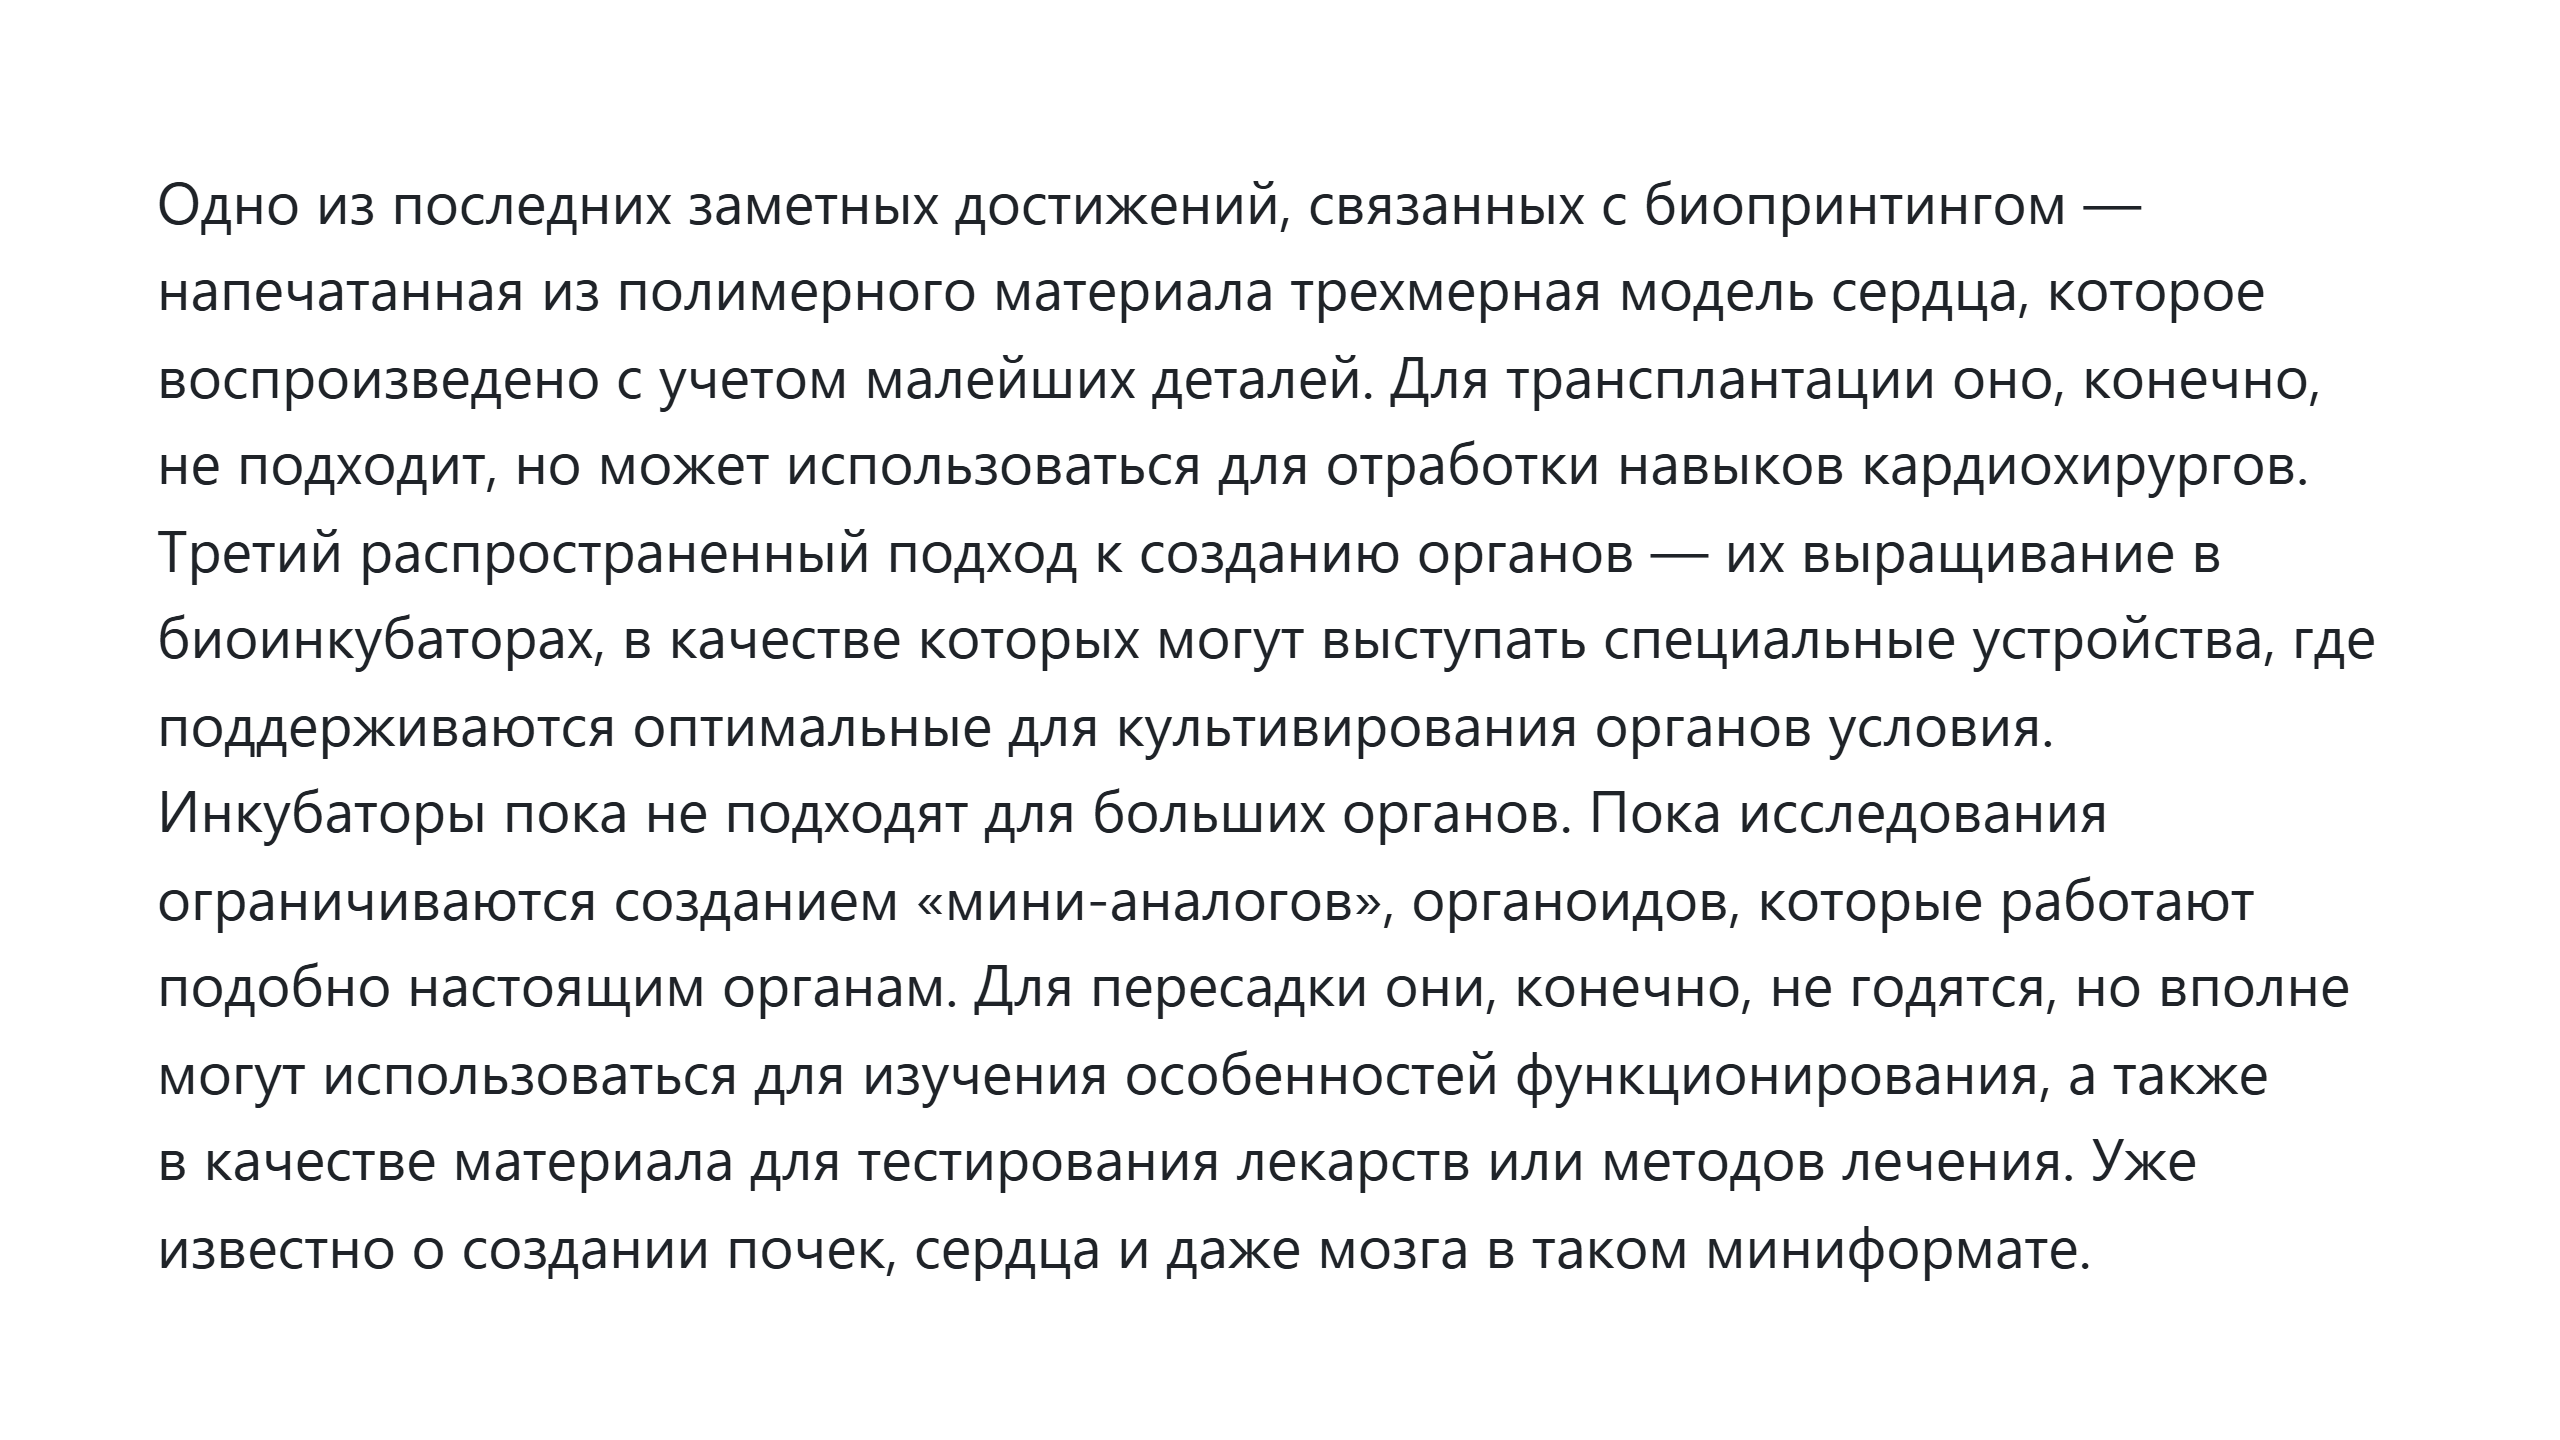 Одно из последних заметных достижений, связанных с биопринтингом —
напечатанная из полимерного материала трехмерная модель сердца, которое
воспроизведено с учетом малейших деталей. Для трансплантации оно, конечно,
не подходит, но может использоваться для отработки навыков кардиохирургов.
Третий распространенный подход к созданию органов — их выращивание в
биоинкубаторах, в качестве которых могут выступать специальные устройства, где
поддерживаются оптимальные для культивирования органов условия.
Инкубаторы пока не подходят для больших органов. Пока исследования
ограничиваются созданием «мини-аналогов», органоидов, которые работают
подобно настоящим органам. Для пересадки они, конечно, не годятся, но вполне
могут использоваться для изучения особенностей функционирования, а также
в качестве материала для тестирования лекарств или методов лечения. Уже
известно о создании почек, сердца и даже мозга в таком миниформате.